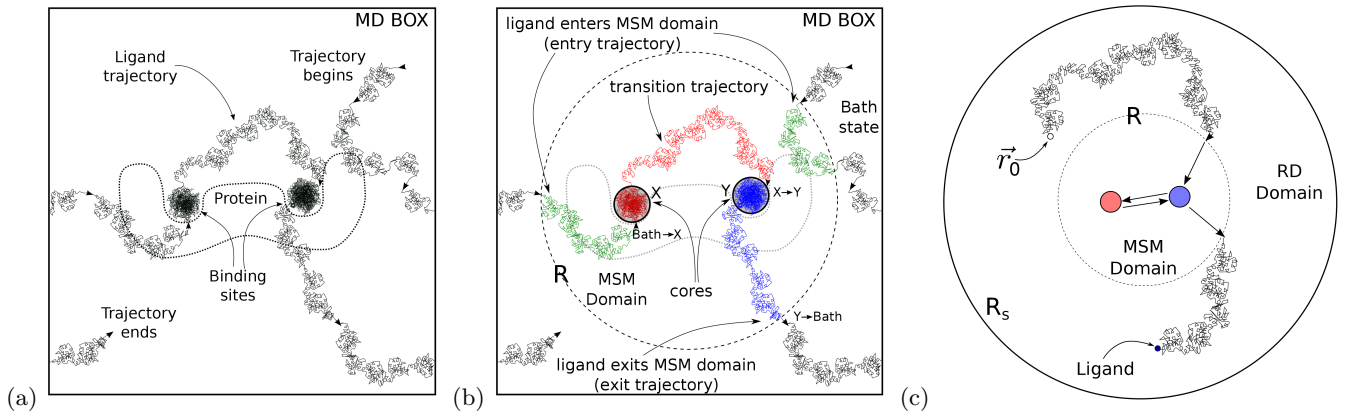 MD BOX
Ligand
trajectory
Trajectory
begins
Protein
Binding
sites
Trajectory
ends
(a)
MD BOX
ligand enters MSM domain
(entry trajectory)
transition trajectory
Bath
state
X
Y
X→Y
Bath→X
R
MSM
Domain
cores
Y→Bath
ligand exits MSM domain
(exit trajectory)
(b)
R
r⃗0
RD
Domain
MSM
Domain
Rs
Ligand
(c)